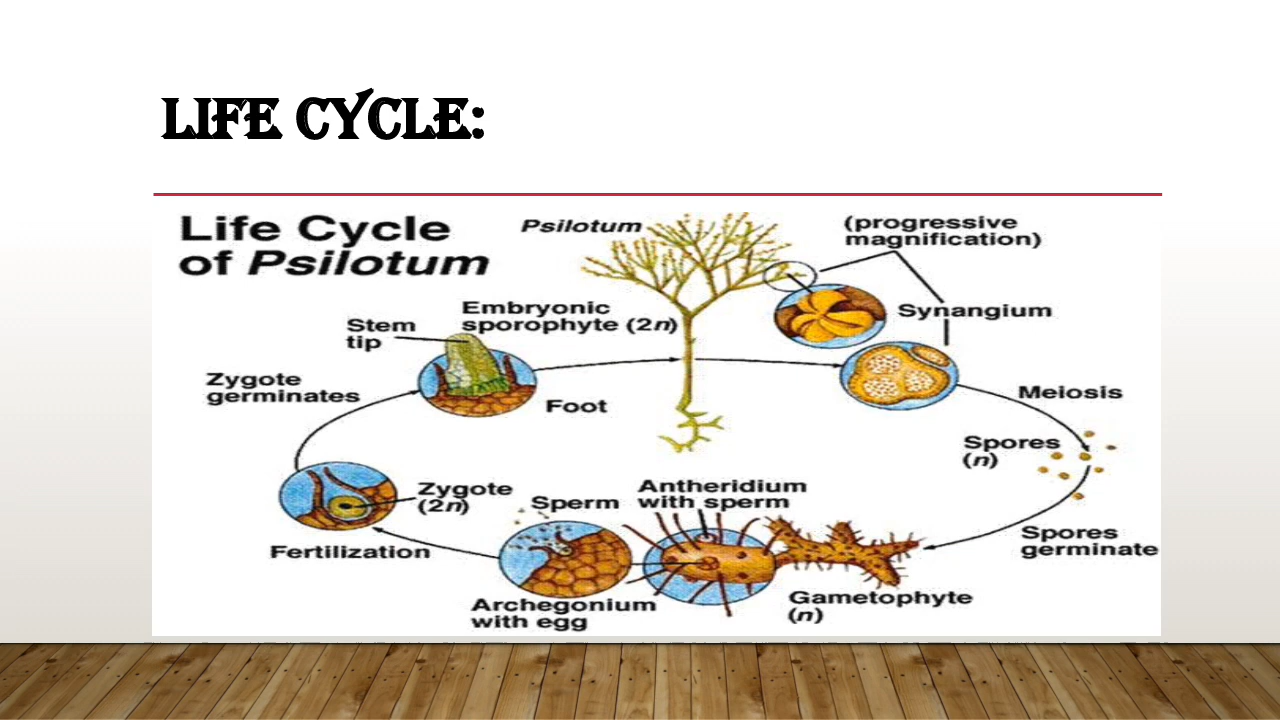 LIFE CYCLE:
Life Cycle
of Psilotum
Psilotum
(progressive
magnification)
Synangium
Embryonic
sporophyte (2n)
Stem
tip
Zygote
germinates
Foot
Meiosis
Spores
(n)
Zygote
(2n)
Sperm
Antheridium
with sperm
Fertilization
Spores
germinate
Archegonium
with egg
Gametophyte
(n)